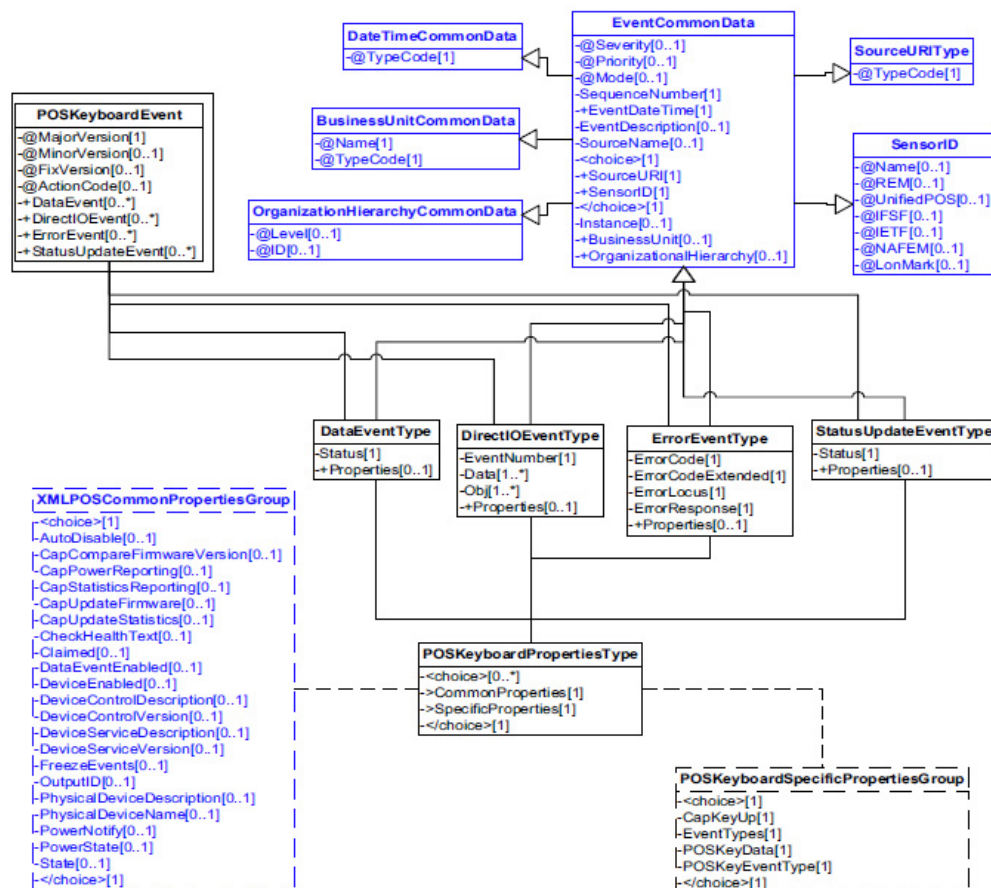 EventCommonData
-@Severity[0..1]
-@Priority[0..1]
-@Mode[0..1]
-SequenceNumber[1]
-+EventDateTime[1]
-EventDescription[0..1]
-SourceName[0..1]
-<choice>[1]
-+SourceURI[1]
-+SensorID[1]
-</choice>[1]
-Instance[0..1]
-+BusinessUnit[0..1]
-+OrganizationalHierarchy[0..1]
DateTimeCommonData
-@TypeCode[1]
SourceURIType
-@TypeCode[1]
POSKeyboardEvent
-@MajorVersion[1]
-@MinorVersion[0..1]
-@FixVersion[0..1]
-@ActionCode[0..1]
-+DataEvent[0..*]
-+DirectIOEvent[0..*]
-+ErrorEvent[0..*]
-+StatusUpdateEvent[0..*]
BusinessUnitCommonData
-@Name[1]
-@TypeCode[1]
SensorID
-@Name[0..1]
-@REM[0..1]
-@UnifiedPOS[0..1]
-@IFSF[0..1]
-@IETF[0..1]
-@NAFEM[0..1]
-@LonMark[0..1]
OrganizationHierarchyCommonData
-@Level[0..1]
-@ID[0..1]
DataEventType
-Status[1]
-+Properties[0..1]
DirectIOEventType
-EventNumber[1]
-Data[1..*]
-Obj[1..*]
-+Properties[0..1]
ErrorEventType
-ErrorCode[1]
-ErrorCodeExtended[1]
-ErrorLocus[1]
-ErrorResponse[1]
-+Properties[0..1]
StatusUpdateEventType
-Status[1]
-+Properties[0..1]
XMLPOSCommonPropertiesGroup
-<choice>[1]
-AutoDisable[0..1]
-CapCompareFirmwareVersion[0..1]
-CapPowerReporting[0..1]
-CapStatisticsReporting[0..1]
-CapUpdateFirmware[0..1]
-CapUpdateStatistics[0..1]
-CheckHealthText[0..1]
-Claimed[0..1]
-DataEventEnabled[0..1]
-DeviceEnabled[0..1]
-DeviceControlDescription[0..1]
-DeviceControlVersion[0..1]
-DeviceServiceDescription[0..1]
-DeviceServiceVersion[0..1]
-FreezeEvents[0..1]
-OutputID[0..1]
-PhysicalDeviceDescription[0..1]
-PhysicalDeviceName[0..1]
-PowerNotify[0..1]
-PowerState[0..1]
-State[0..1]
-</choice>[1]
POSKeyboardPropertiesType
-<choice>[0..*]
->CommonProperties[1]
->SpecificProperties[1]
-</choice>[1]
POSKeyboardSpecificPropertiesGroup
-<choice>[1]
-CapKeyUp[1]
-EventTypes[1]
-POSKeyData[1]
-POSKeyEventType[1]
-</choice>[1]